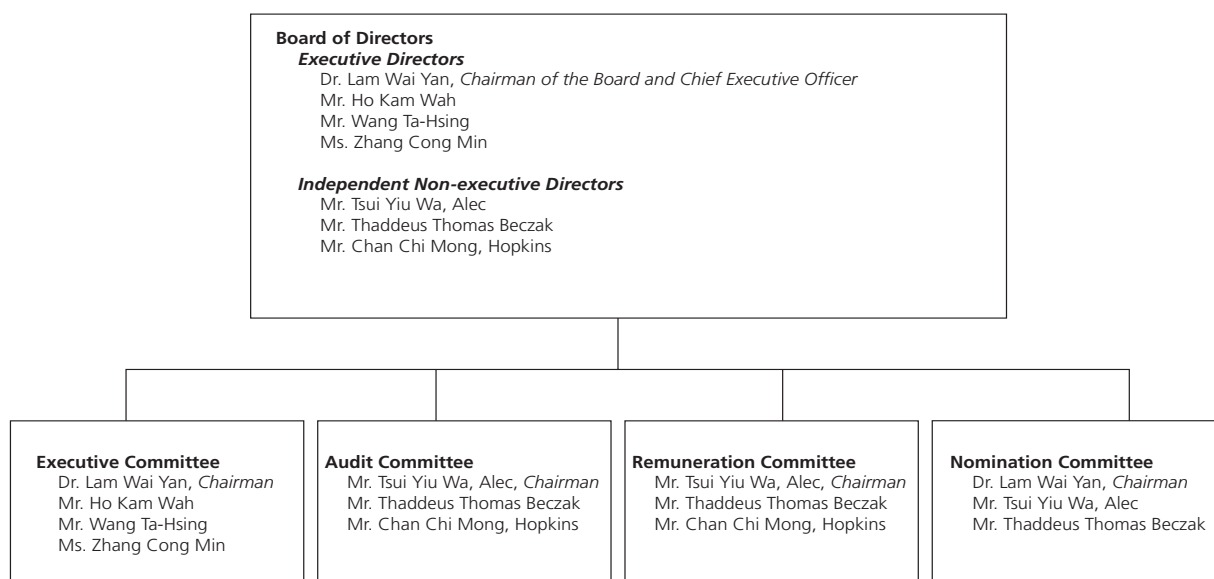 Board of Directors
Executive Directors
Dr. Lam Wai Yan, Chairman of the Board and Chief Executive Officer
Mr. Ho Kam Wah
Mr. Wang Ta-Hsing
Ms. Zhang Cong Min
Independent Non-executive Directors
Mr. Tsui Yiu Wa, Alec
Mr. Thaddeus Thomas Beczak
Mr. Chan Chi Mong, Hopkins
Executive Committee
Dr. Lam Wai Yan, Chairman
Mr. Ho Kam Wah
Mr. Wang Ta-Hsing
Ms. Zhang Cong Min
Audit Committee
Mr. Tsui Yiu Wa, Alec, Chairman
Mr. Thaddeus Thomas Beczak
Mr. Chan Chi Mong, Hopkins
Remuneration Committee
Mr. Tsui Yiu Wa, Alec, Chairman
Mr. Thaddeus Thomas Beczak
Mr. Chan Chi Mong, Hopkins
Nomination Committee
Dr. Lam Wai Yan, Chairman
Mr. Tsui Yiu Wa, Alec
Mr. Thaddeus Thomas Beczak